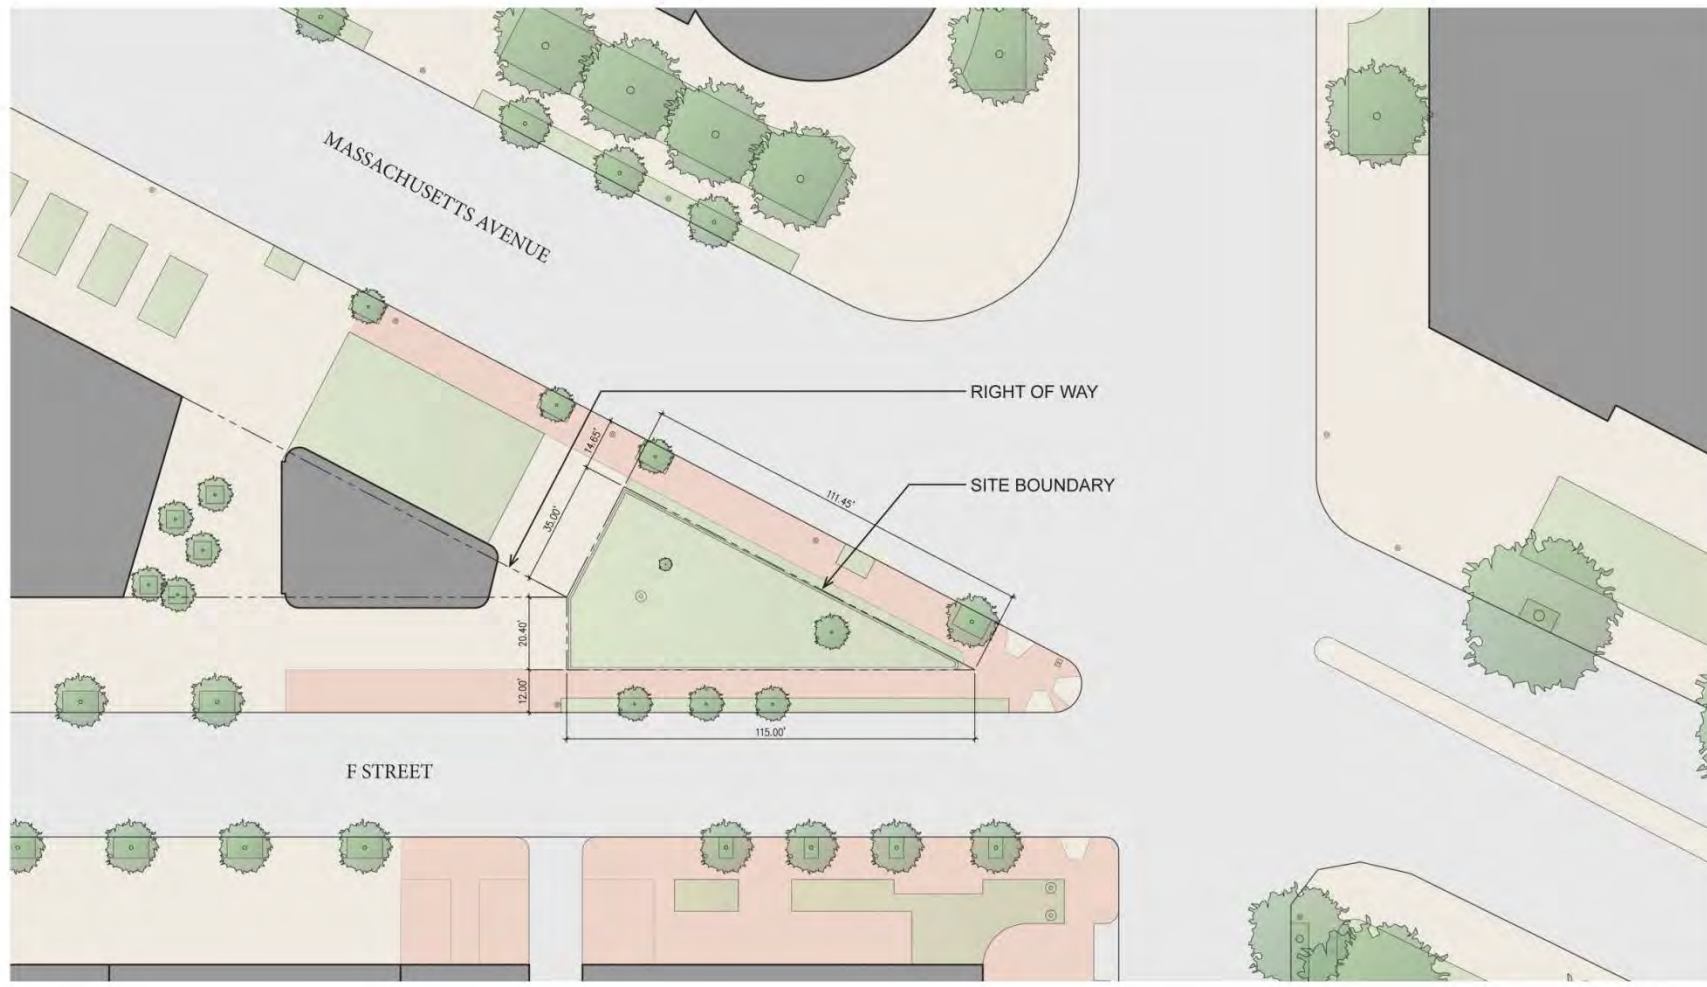 MASSACHUSETTS AVENUE
RIGHT OF WAY
14.65'
SITE BOUNDARY
111.45'
35.00'
20.40'
12.00'
115.00'
F STREET